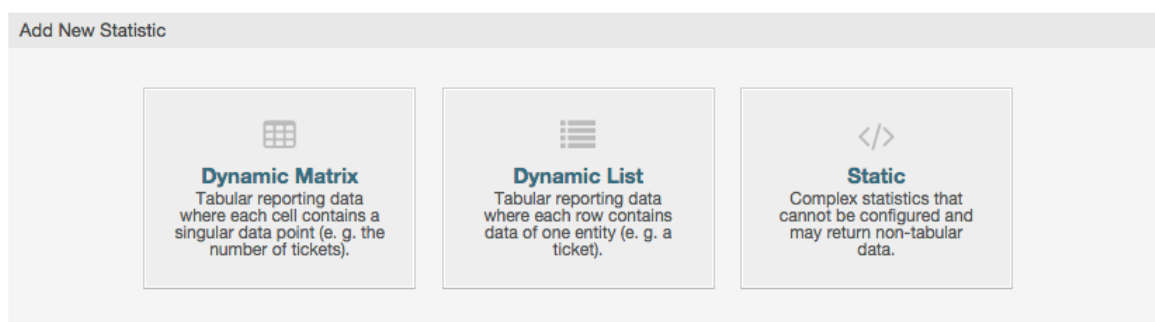 Add New Statistic
Dynamic Matrix
Tabular reporting data
where each cell contains a
singular data point (e. g. the
number of tickets).
Dynamic List
Tabular reporting data
where each row contains
data of one entity (e. g. a
ticket).
Static
Complex statistics that
cannot be configured and
may return non-tabular
data.